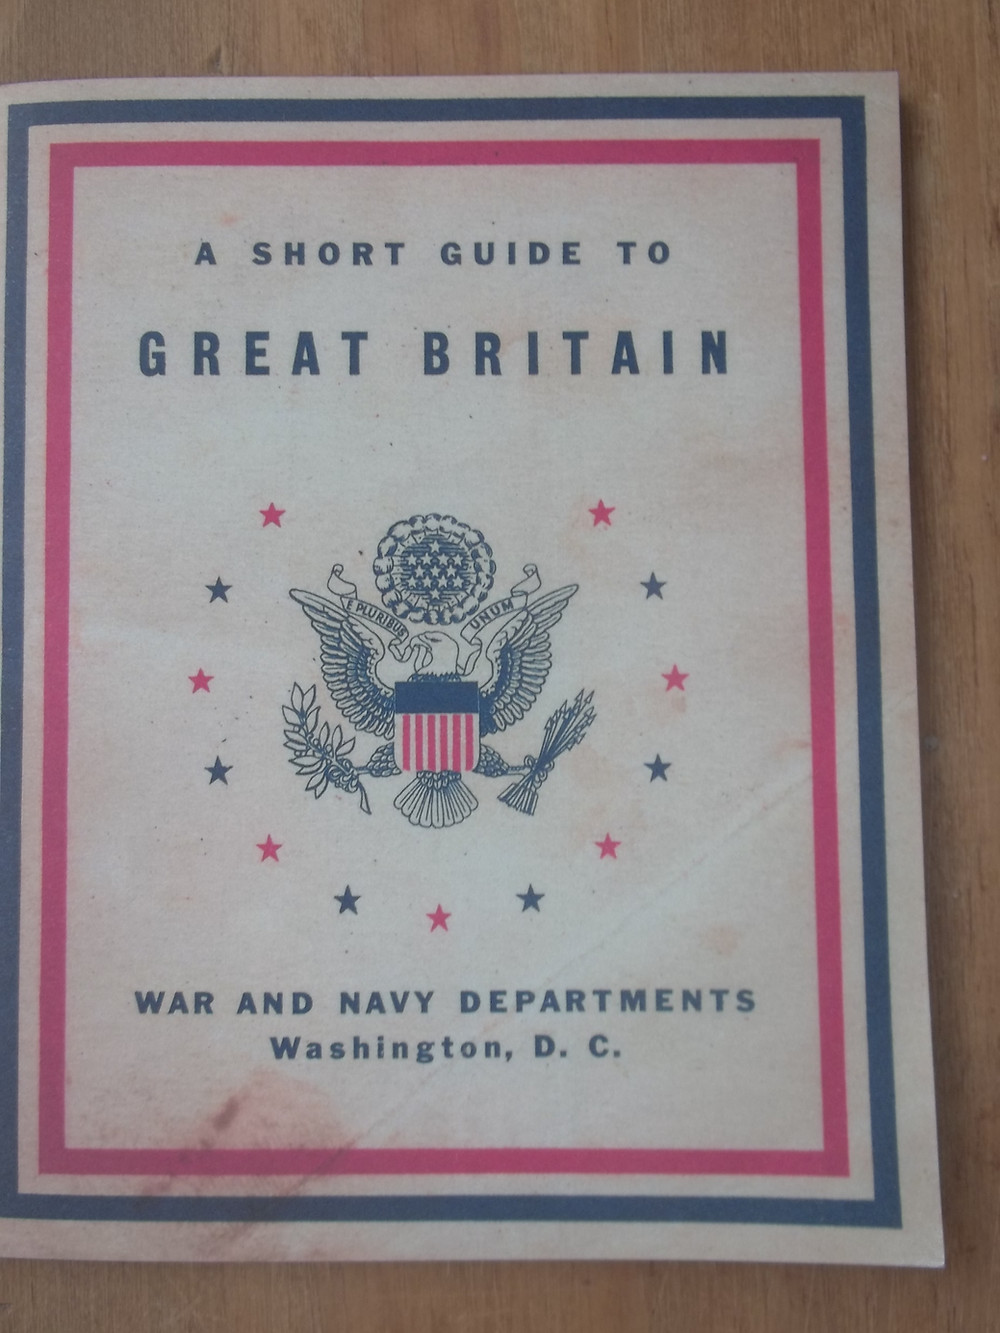 A SHORT GUIDE TO
GREAT BRITAIN
E PLURIBUS UNUM
WAR AND NAVY DEPARTMENTS
Washington, D. C.